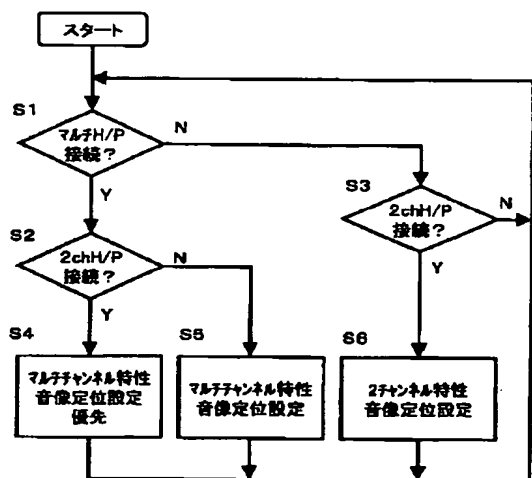 スタート
S1
マルチH/P
接続？
N
Y
S3
2chH/P
接続？
N
Y
S2
2chH/P
接続？
N
Y
S4
マルチチャンネル特性
音像定位設定
優先
S5
マルチチャンネル特性
音像定位設定
S6
2チャンネル特性
音像定位設定